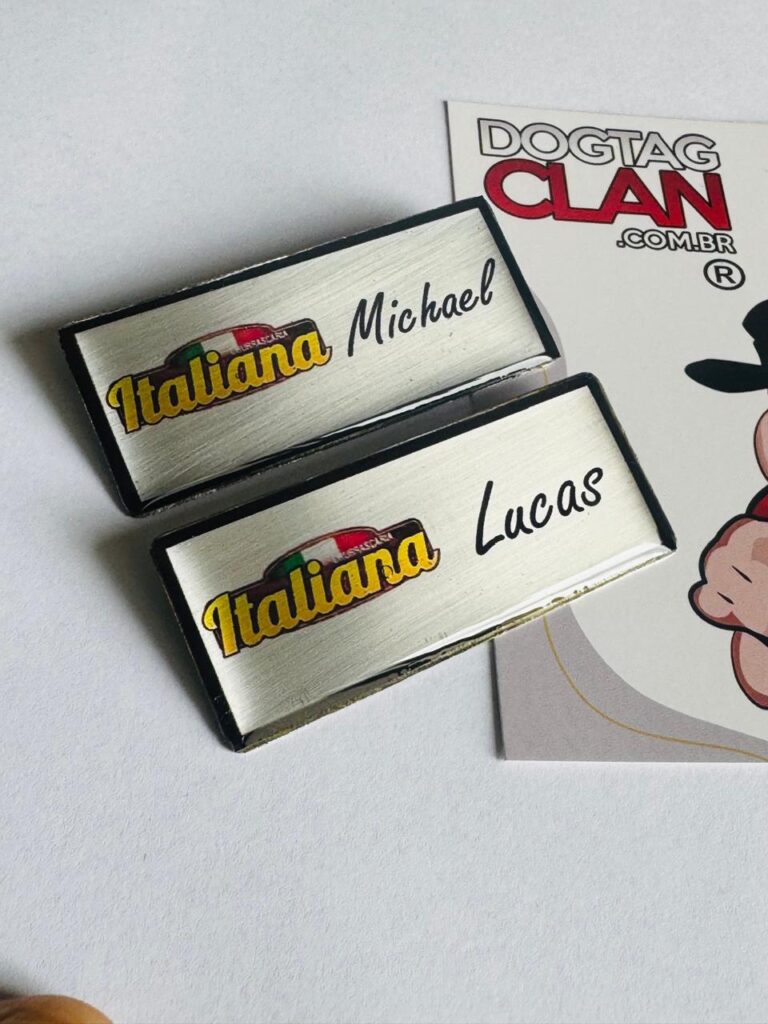 DOGTAG
CLAN
.COM.BR
®
CHURRASCARIA
Italiana
Michael
CHURRASCARIA
Italiana
Lucas